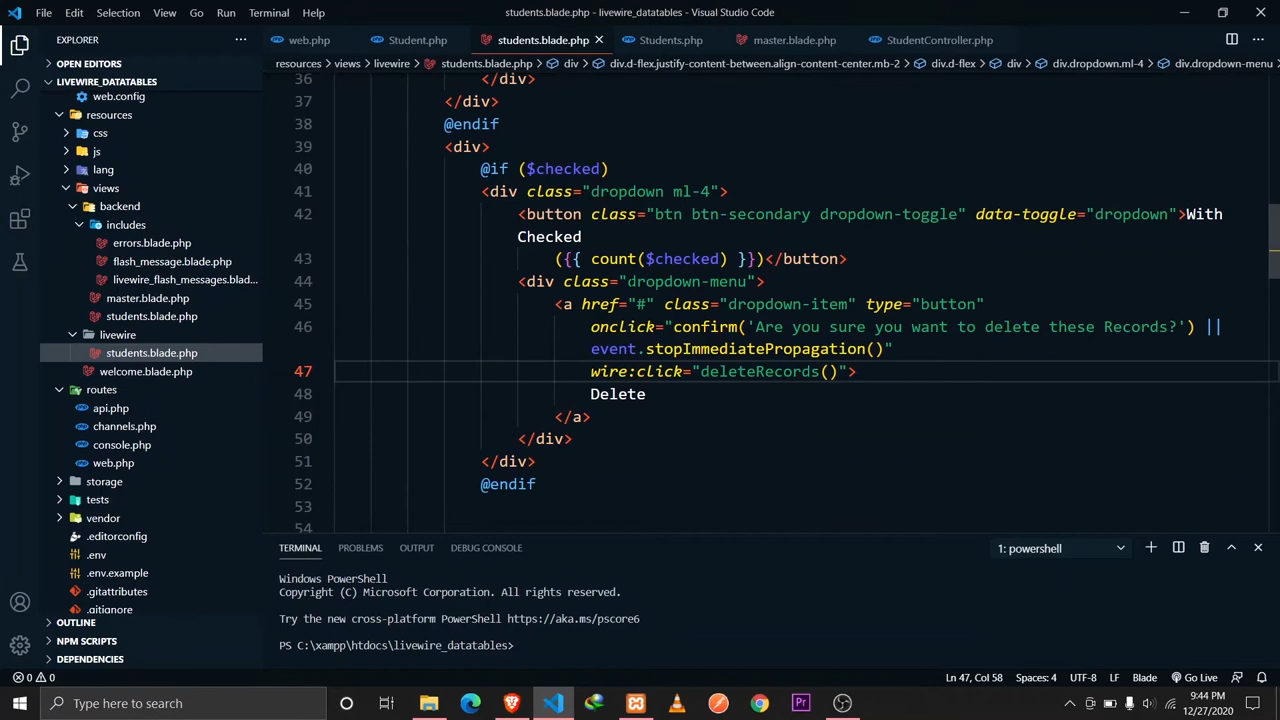 File Edit Selection View Go Run Terminal Help
students.blade.php - livewire_datatables - Visual Studio Code
EXPLORER
web.php Student.php students.blade.php Students.php master.blade.php StudentController.php
resources > views > livewire > students.blade.php > div > div.d-flex.justify-content-between.align-content-center.mb-2 > div.d-flex > div > div.dropdown.ml-4 > div.dropdown-menu
OPEN EDITORS
LIVEWIRE_DATATABLES
web.config
resources
css
js
lang
views
backend
includes
errors.blade.php
flash_message.blade.php
livewire_flash_messages.blad...
master.blade.php
students.blade.php
livewire
students.blade.php
welcome.blade.php
routes
api.php
channels.php
console.php
web.php
storage
tests
vendor
.editorconfig
.env
.env.example
.gitattributes
.gitignore
OUTLINE
NPM SCRIPTS
DEPENDENCIES
36 </div>
37 </div>
38 @endif
39 <div>
40 @if ($checked)
41 <div class="dropdown ml-4">
42 <button class="btn btn-secondary dropdown-toggle" data-toggle="dropdown">With
Checked
43 ({{ count($checked) }})</button>
44 <div class="dropdown-menu">
45 <a href="#" class="dropdown-item" type="button"
46 onclick="confirm('Are you sure you want to delete these Records?') ||
event.stopImmediatePropagation()"
47 wire:click="deleteRecords()">
48 Delete
49 </a>
50 </div>
51 </div>
52 @endif
53
54
TERMINAL PROBLEMS OUTPUT DEBUG CONSOLE
1: powershell
Windows PowerShell
Copyright (C) Microsoft Corporation. All rights reserved.
Try the new cross-platform PowerShell https://aka.ms/pscore6
PS C:\xampp\htdocs\livewire_datatables>
0 0
Ln 47, Col 58 Spaces: 4 UTF-8 LF Blade Go Live
Type here to search
Pr
9:44 PM
12/27/2020